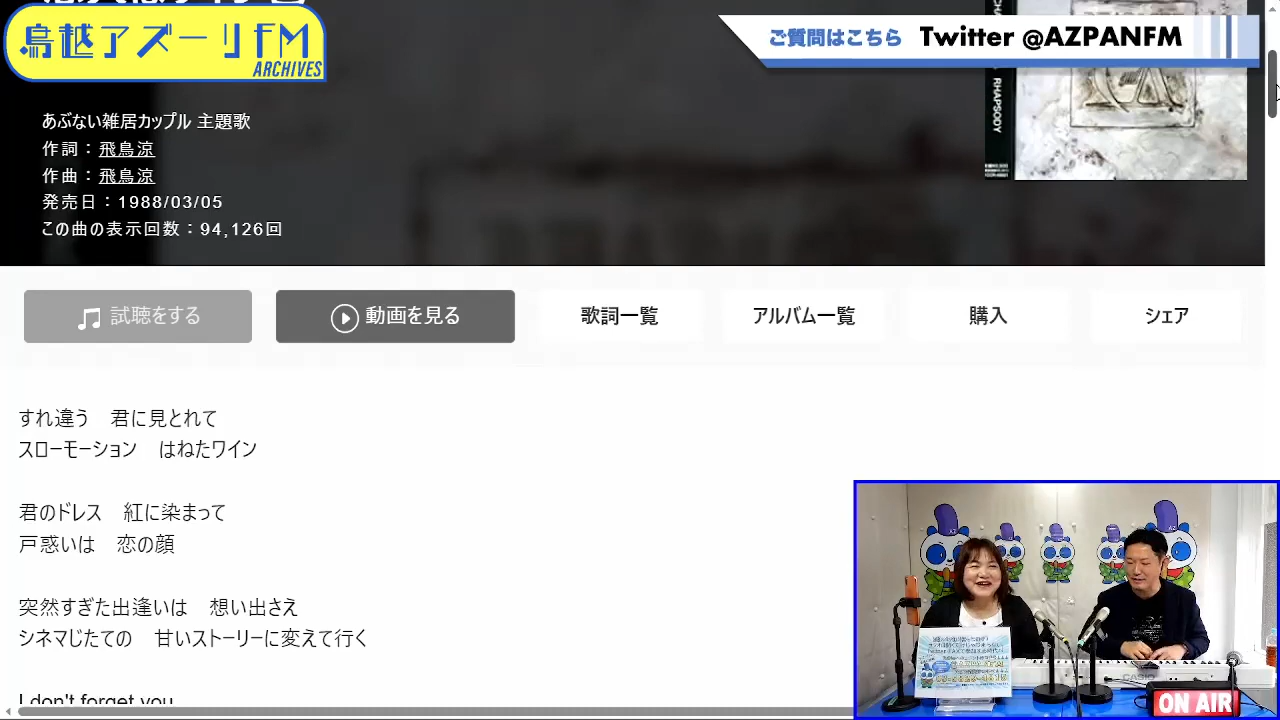 鳥越アズーリFM
ARCHIVES
ご質問はこちら Twitter @AZPANFM
RHAPSODY
あぶない雑居カップル 主題歌
作詞：飛鳥涼
作曲：飛鳥涼
発売日：1988/03/05
この曲の表示回数：94,126回
試聴をする 動画を見る 歌詞一覧 アルバム一覧 購入 シェア
すれ違う　君に見とれて
スローモーション　はねたワイン
君のドレス　紅に染まって
戸惑いは　恋の顔
突然すぎた出逢いは　想い出さえ
シネマじたての　甘いストーリーに変えて行く
I don't forget you
CASIO
ON AIR